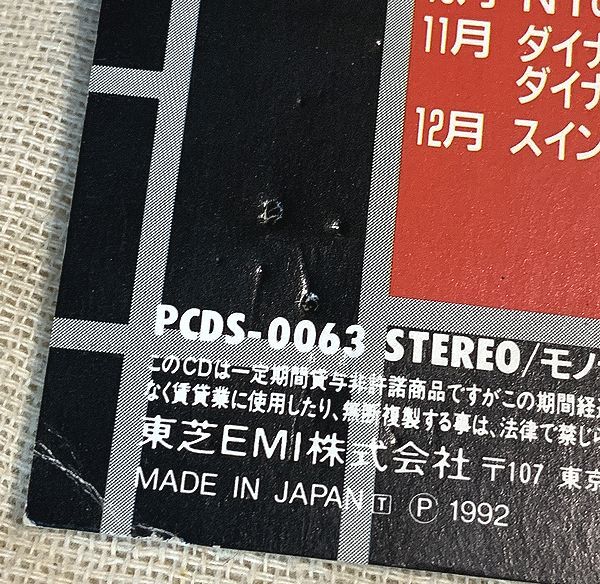 11月 ダイナ
ダイナ
12月 スイン
PCDS-0063 STEREO/モノ
このCDは一定期間貸与非許諾商品ですがこの期間経
なく賃貸業に使用したり、無断複製する事は、法律で禁じ
東芝EMI株式会社 〒107 東京
MADE IN JAPAN T Ⓟ 1992